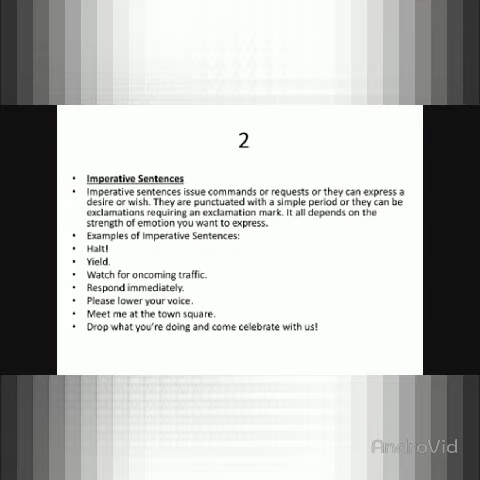 2
• Imperative Sentences
• Imperative sentences issue commands or requests or they can express a
desire or wish. They are punctuated with a simple period or they can be
exclamations requiring an exclamation mark. It all depends on the
strength of emotion you want to express.
• Examples of Imperative Sentences:
• Halt!
• Yield.
• Watch for oncoming traffic.
• Respond immediately.
• Please lower your voice.
• Meet me at the town square.
• Drop what you're doing and come celebrate with us!
AndroVid